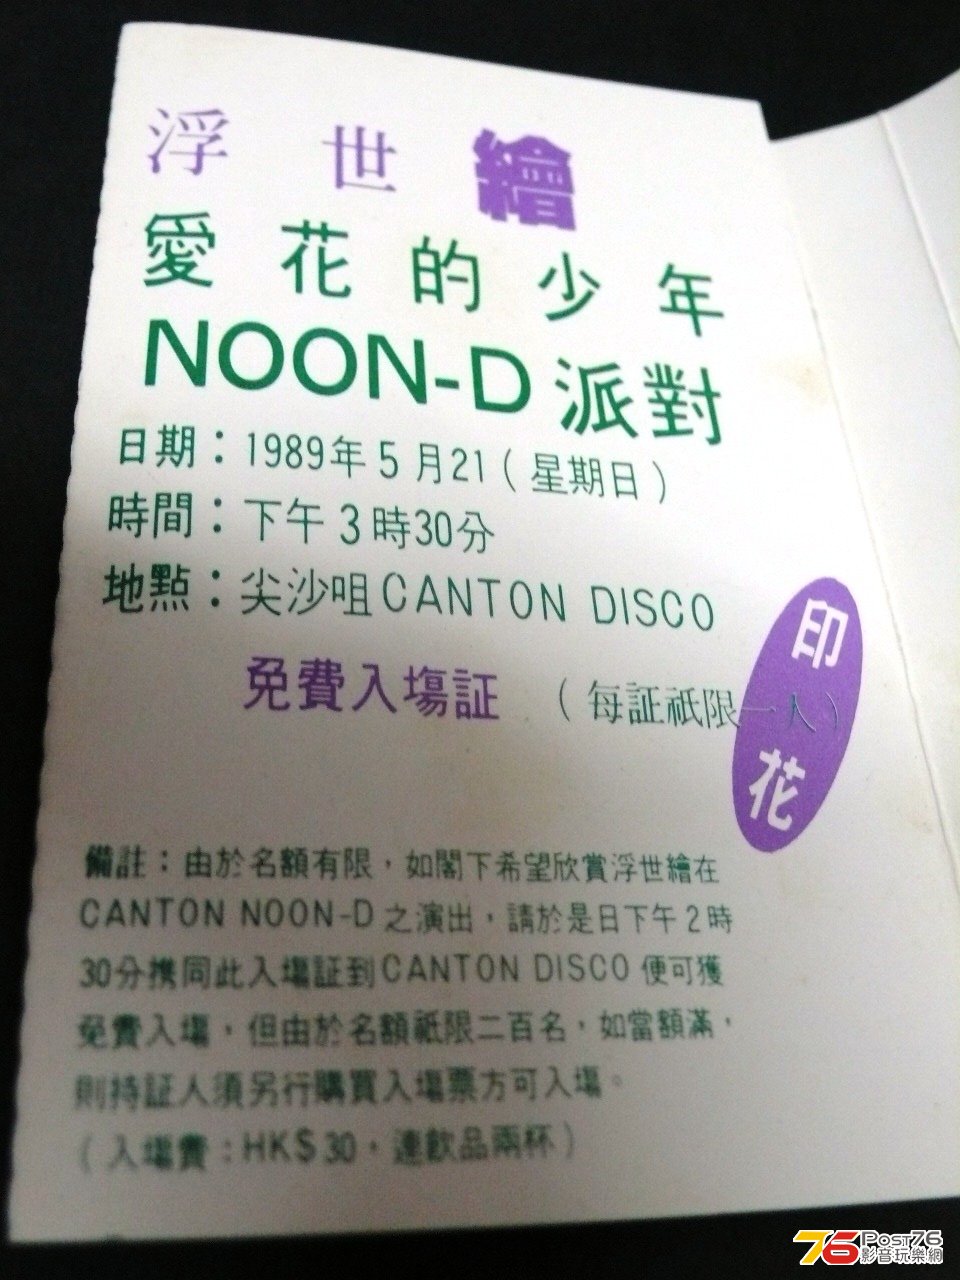 浮世繪
愛花的少年
NOON-D派對
日期：1989年5月21（星期日）
時間：下午3時30分
地點：尖沙咀CANTON DISCO
免費入場証 （每証祇限一人）
印花
備註：由於名額有限，如閣下希望欣賞浮世繪在
CANTON NOON-D之演出，請於是日下午2時
30分携同此入場証到CANTON DISCO便可獲
免費入場，但由於名額祇限二百名，如當額滿，
則持証人須另行購買入場票方可入場。
（入場費：HK$30，連飲品兩杯）
76 POST76
影音玩樂網